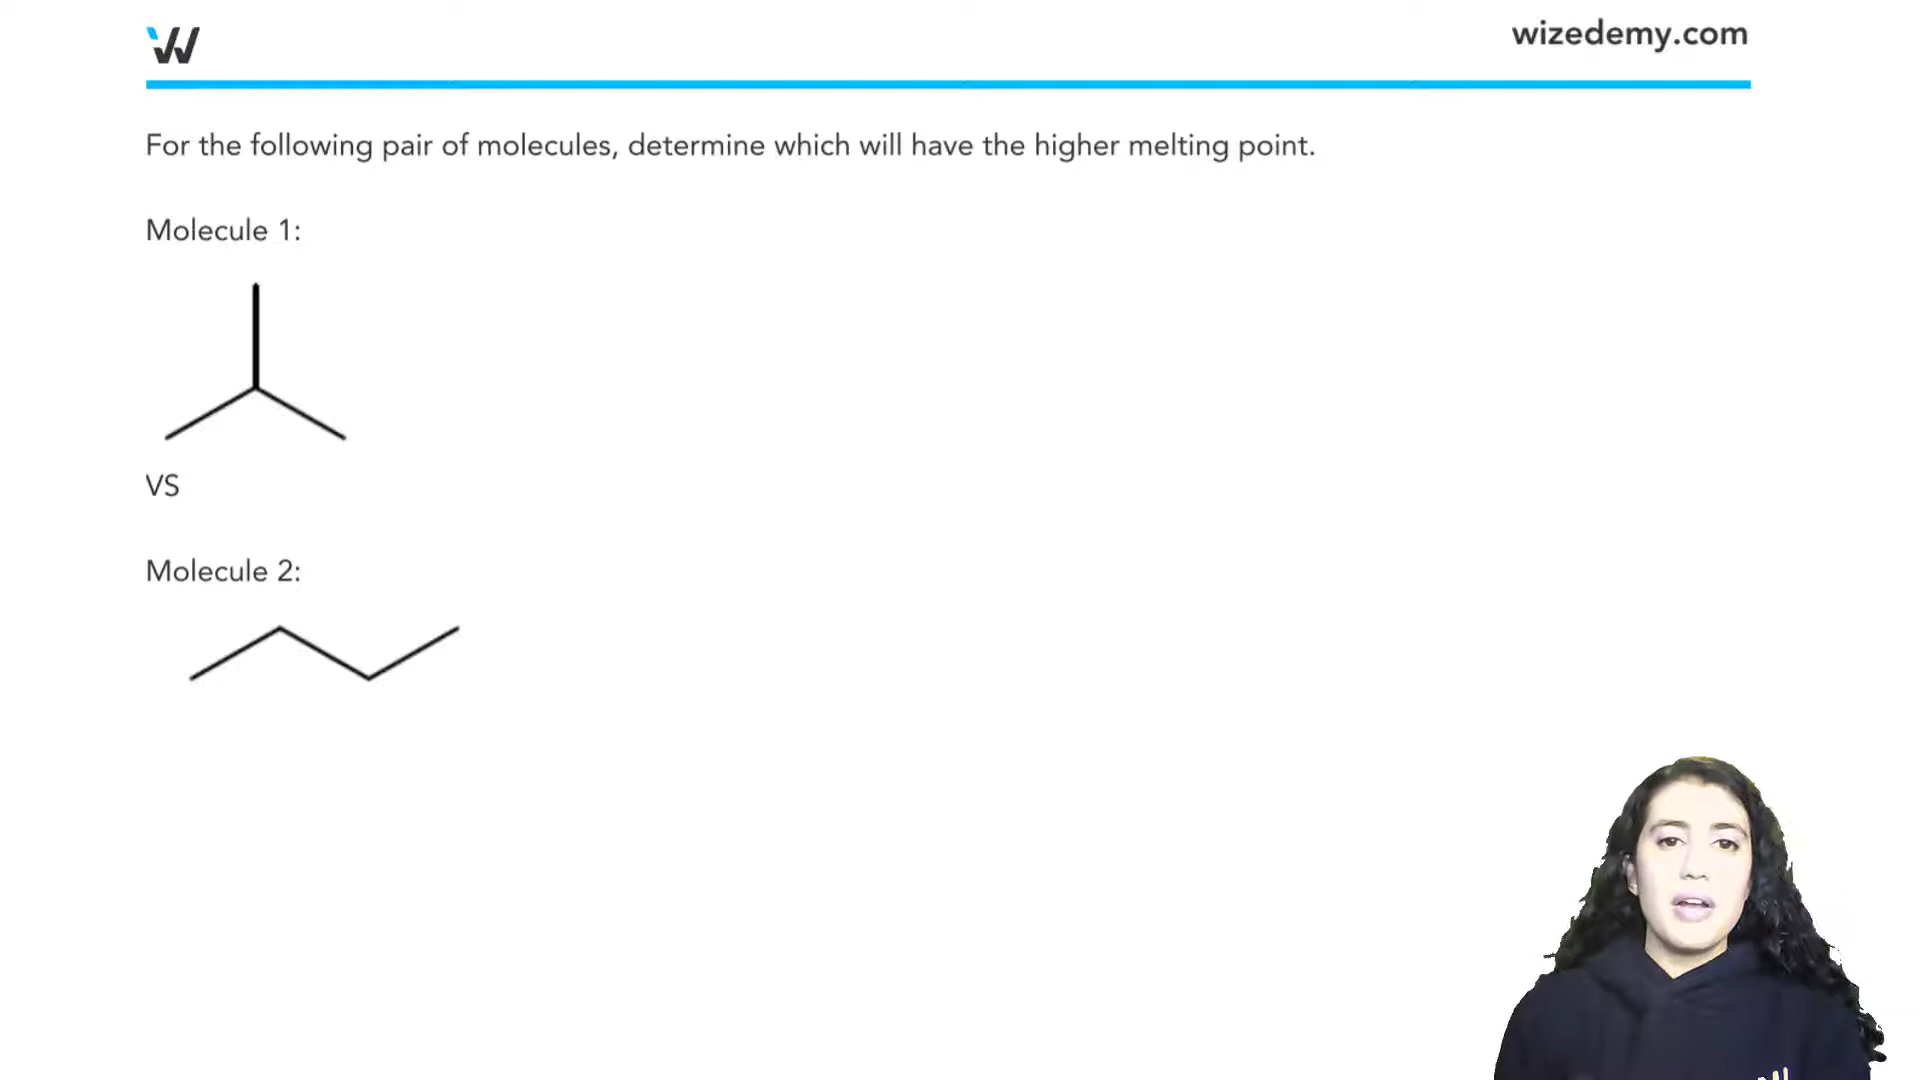 wizedemy.com
For the following pair of molecules, determine which will have the higher melting point.
Molecule 1:
VS
Molecule 2: